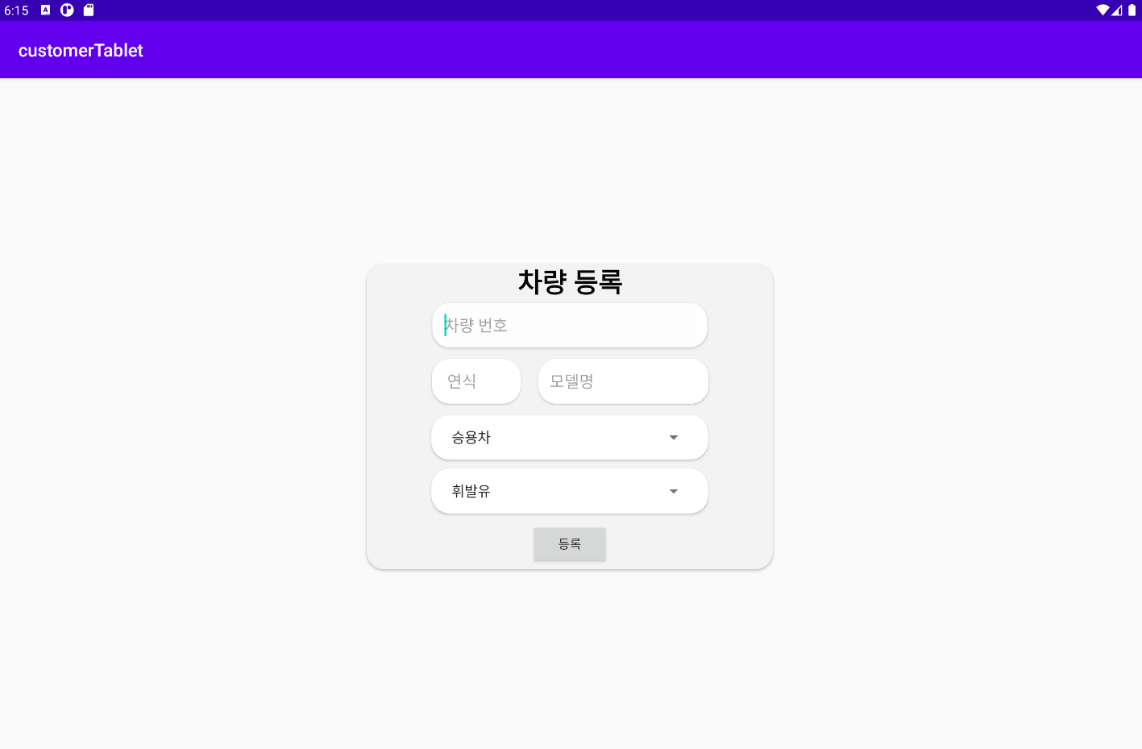 6:15
customerTablet
차량 등록
차량 번호
연식 모델명
승용차
휘발유
등록